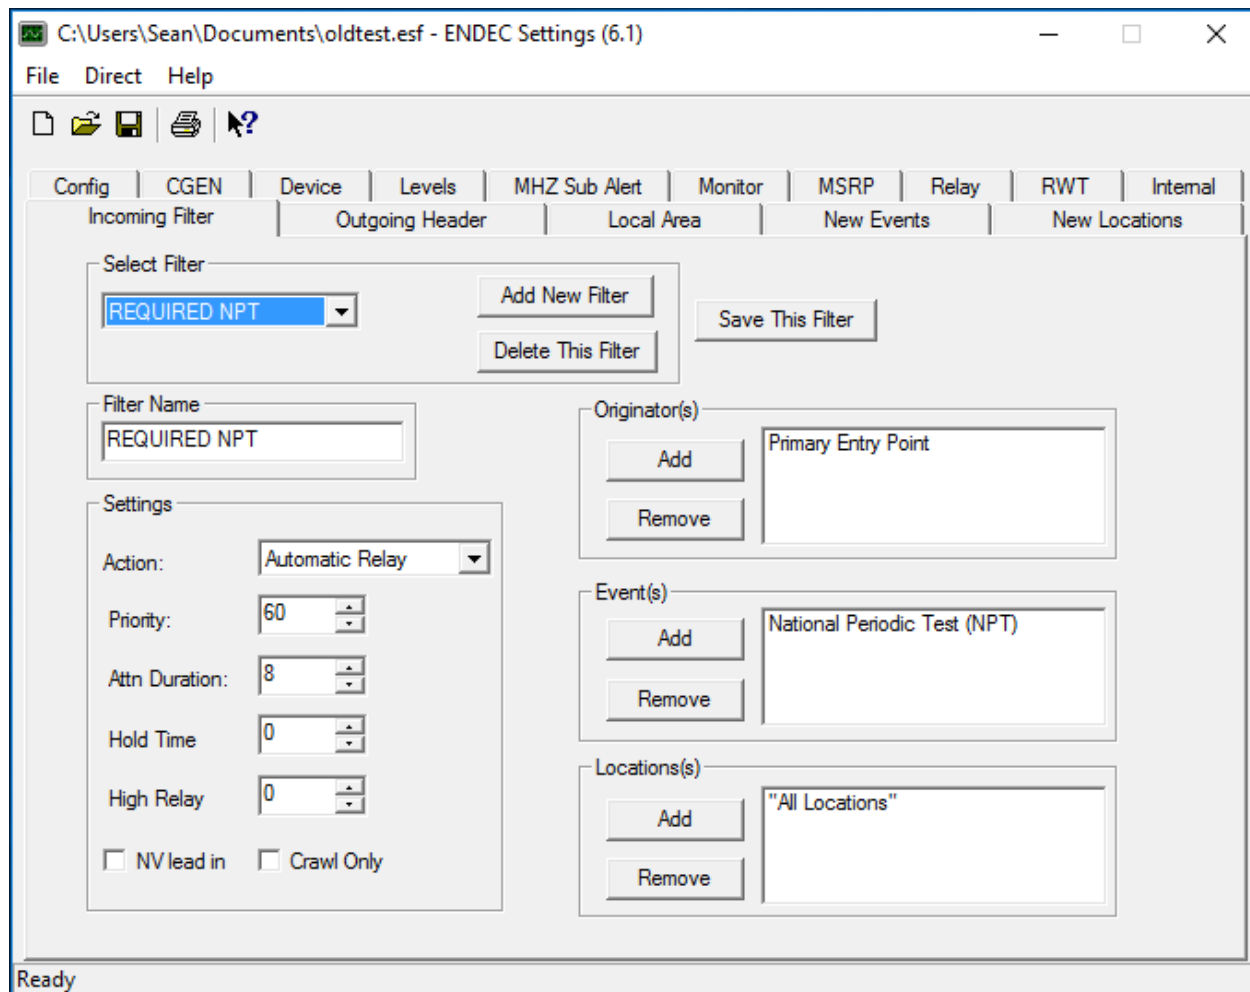 C:\Users\Sean\Documents\oldtest.esf - ENDEC Settings (6.1)
File Direct Help
Config CGEN Device Levels MHZ Sub Alert Monitor MSRP Relay RWT Internal
Incoming Filter Outgoing Header Local Area New Events New Locations
Select Filter
REQUIRED NPT
Add New Filter
Delete This Filter
Save This Filter
Filter Name
REQUIRED NPT
Settings
Action: Automatic Relay
Priority: 60
Attn Duration: 8
Hold Time 0
High Relay 0
NV lead in Crawl Only
Originator(s)
Add
Remove
Primary Entry Point
Event(s)
Add
Remove
National Periodic Test (NPT)
Locations(s)
Add
Remove
"All Locations"
Ready